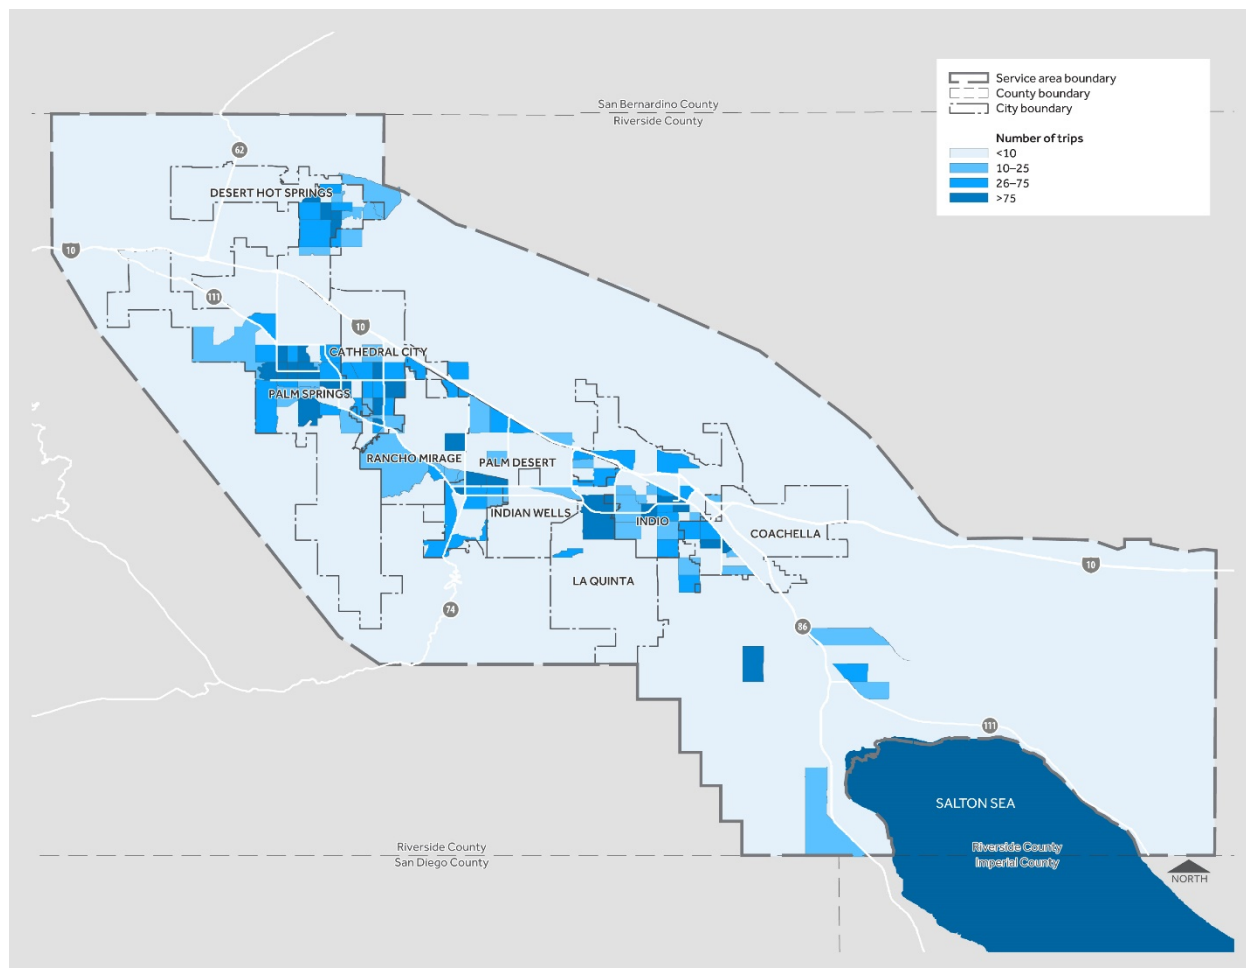 Service area boundary
County boundary
City boundary
Number of trips
<10
10–25
26–75
>75
San Bernardino County
Riverside County
62
DESERT HOT SPRINGS
10
111
10
CATHEDRAL CITY
PALM SPRINGS
RANCHO MIRAGE
PALM DESERT
INDIAN WELLS
INDIO
COACHELLA
10
LA QUINTA
74
86
111
SALTON SEA
Riverside County
San Diego County
Riverside County
Imperial County
NORTH